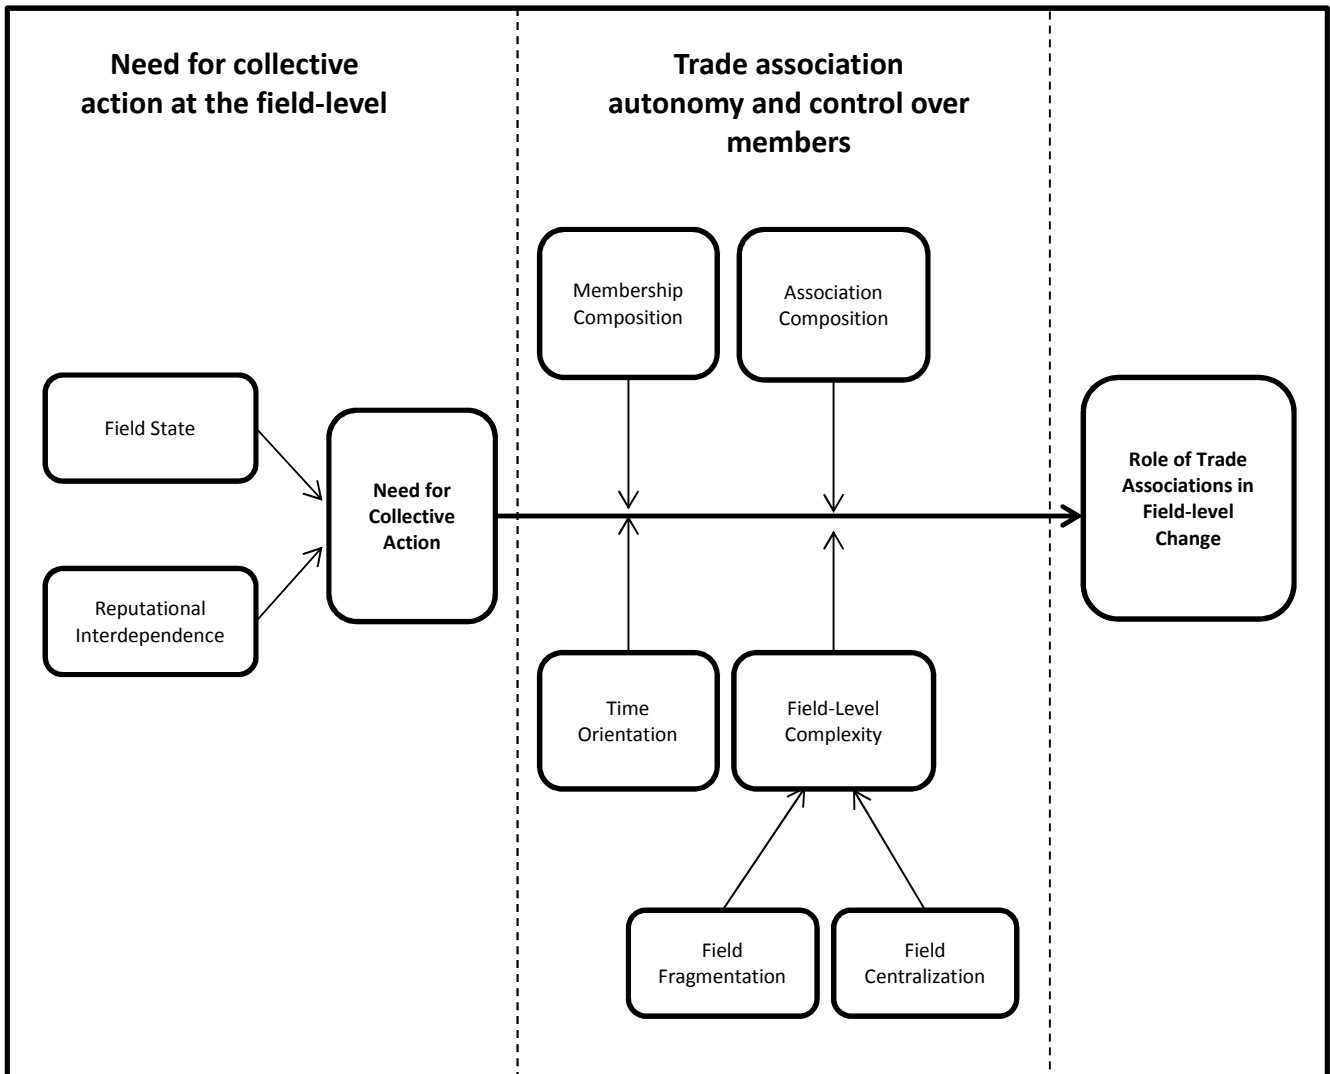 Need for collective
action at the field-level
Trade association
autonomy and control over
members
Membership
Composition
Association
Composition
Field State
Need for
Collective
Action
Role of Trade
Associations in
Field-level
Change
Reputational
Interdependence
Time
Orientation
Field-Level
Complexity
Field
Fragmentation
Field
Centralization